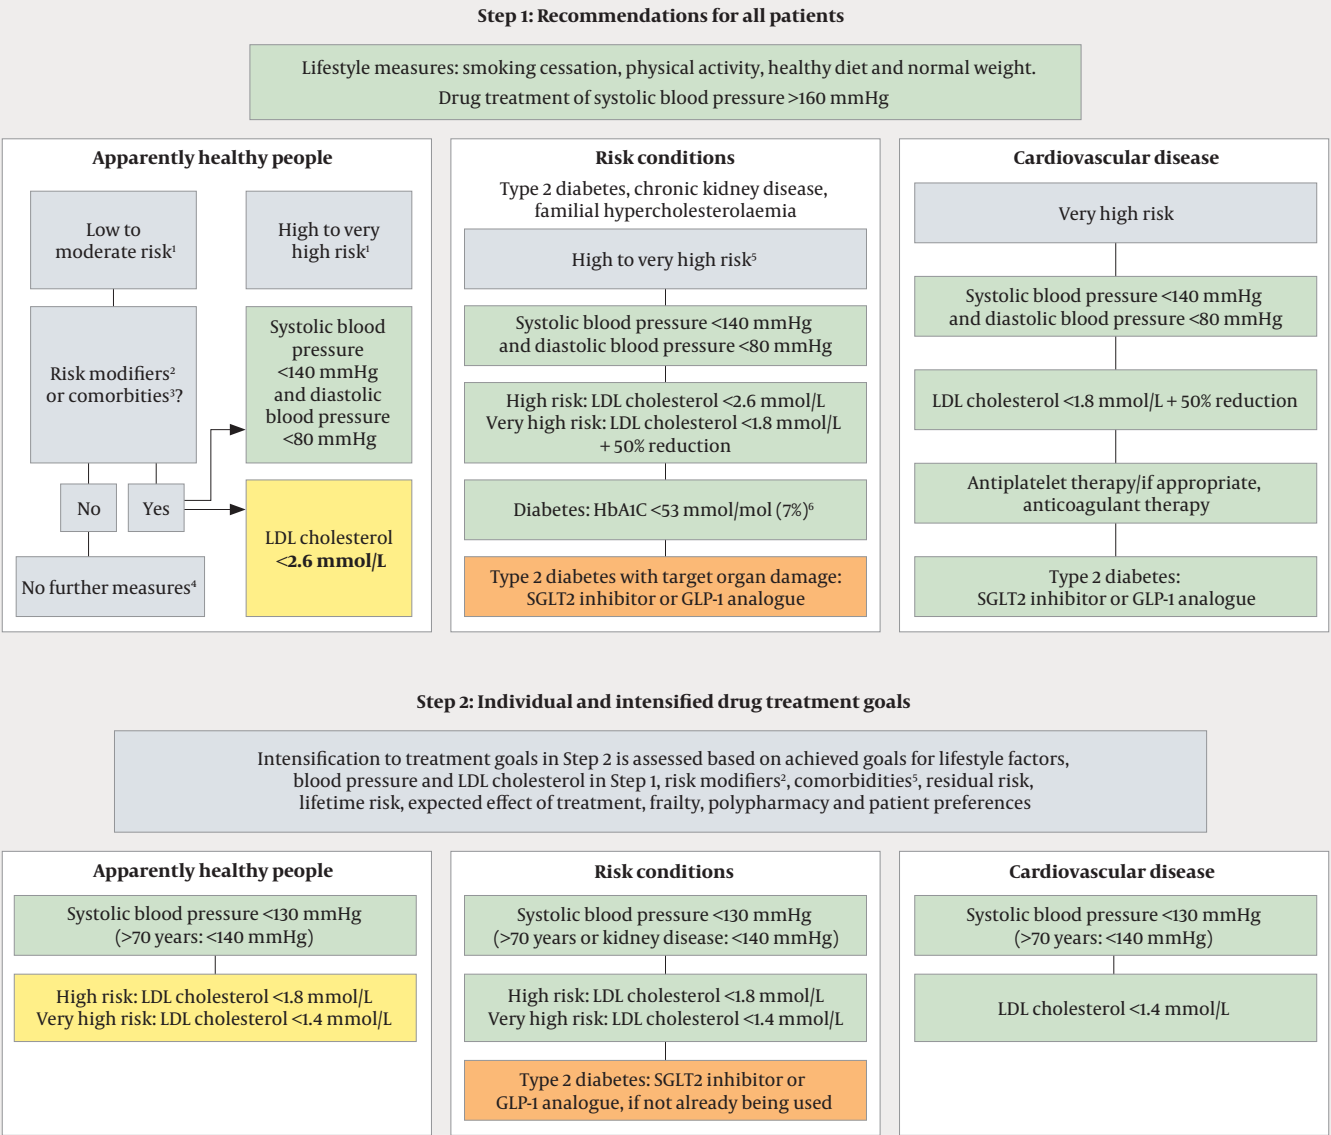 Step 1: Recommendations for all patients
Lifestyle measures: smoking cessation, physical activity, healthy diet and normal weight.
Drug treatment of systolic blood pressure >160 mmHg
Apparently healthy people
Low to
moderate risk¹
High to very
high risk¹
Risk modifiers²
or comorbities³?
Systolic blood
pressure
<140 mmHg
and diastolic
blood pressure
<80 mmHg
No
Yes
LDL cholesterol
<2.6 mmol/L
No further measures⁴
Risk conditions
Type 2 diabetes, chronic kidney disease,
familial hypercholesterolaemia
High to very high risk⁵
Systolic blood pressure <140 mmHg
and diastolic blood pressure <80 mmHg
High risk: LDL cholesterol <2.6 mmol/L
Very high risk: LDL cholesterol <1.8 mmol/L
+ 50% reduction
Diabetes: HbA1C <53 mmol/mol (7%)⁶
Type 2 diabetes with target organ damage:
SGLT2 inhibitor or GLP-1 analogue
Cardiovascular disease
Very high risk
Systolic blood pressure <140 mmHg
and diastolic blood pressure <80 mmHg
LDL cholesterol <1.8 mmol/L + 50% reduction
Antiplatelet therapy/if appropriate,
anticoagulant therapy
Type 2 diabetes:
SGLT2 inhibitor or GLP-1 analogue
Step 2: Individual and intensified drug treatment goals
Intensification to treatment goals in Step 2 is assessed based on achieved goals for lifestyle factors,
blood pressure and LDL cholesterol in Step 1, risk modifiers², comorbidities⁵, residual risk,
lifetime risk, expected effect of treatment, frailty, polypharmacy and patient preferences
Apparently healthy people
Systolic blood pressure <130 mmHg
(>70 years: <140 mmHg)
High risk: LDL cholesterol <1.8 mmol/L
Very high risk: LDL cholesterol <1.4 mmol/L
Risk conditions
Systolic blood pressure <130 mmHg
(>70 years or kidney disease: <140 mmHg)
High risk: LDL cholesterol <1.8 mmol/L
Very high risk: LDL cholesterol <1.4 mmol/L
Type 2 diabetes: SGLT2 inhibitor or
GLP-1 analogue, if not already being used
Cardiovascular disease
Systolic blood pressure <130 mmHg
(>70 years: <140 mmHg)
LDL cholesterol <1.4 mmol/L